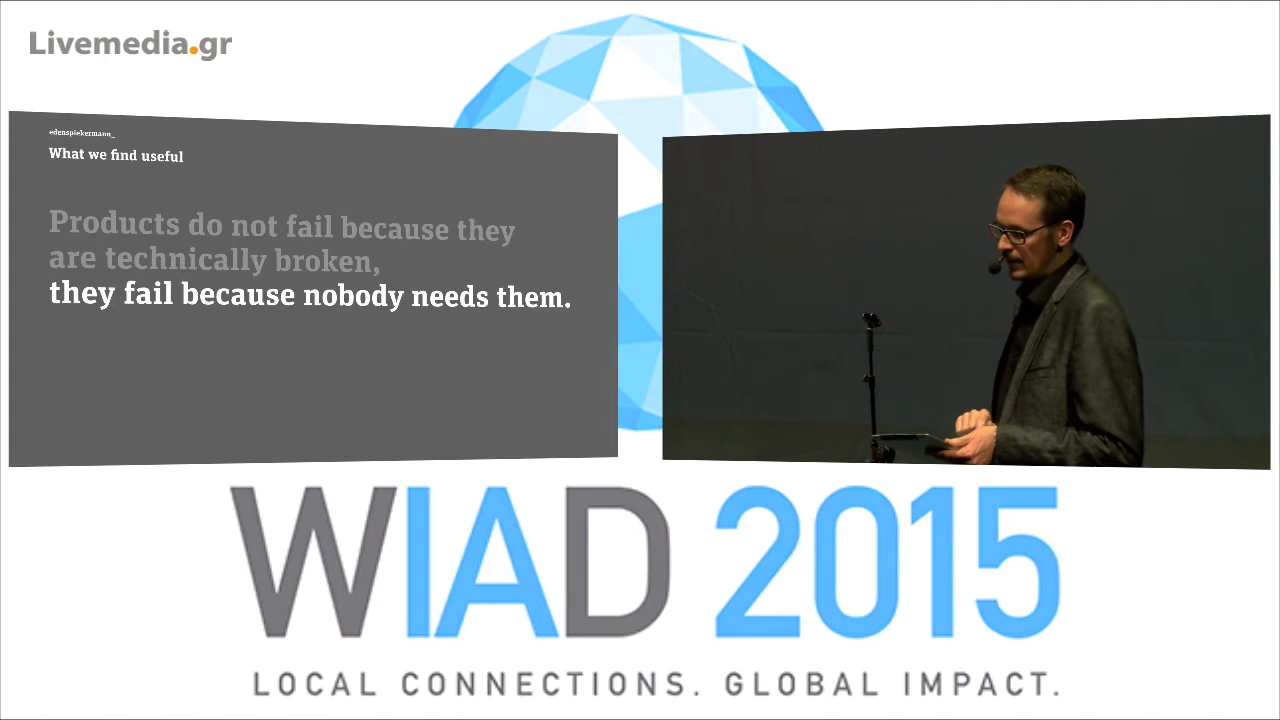 Livemedia.gr
edenspiekermann_
What we find useful
Products do not fail because they
are technically broken,
they fail because nobody needs them.
WIAD 2015
LOCAL CONNECTIONS. GLOBAL IMPACT.